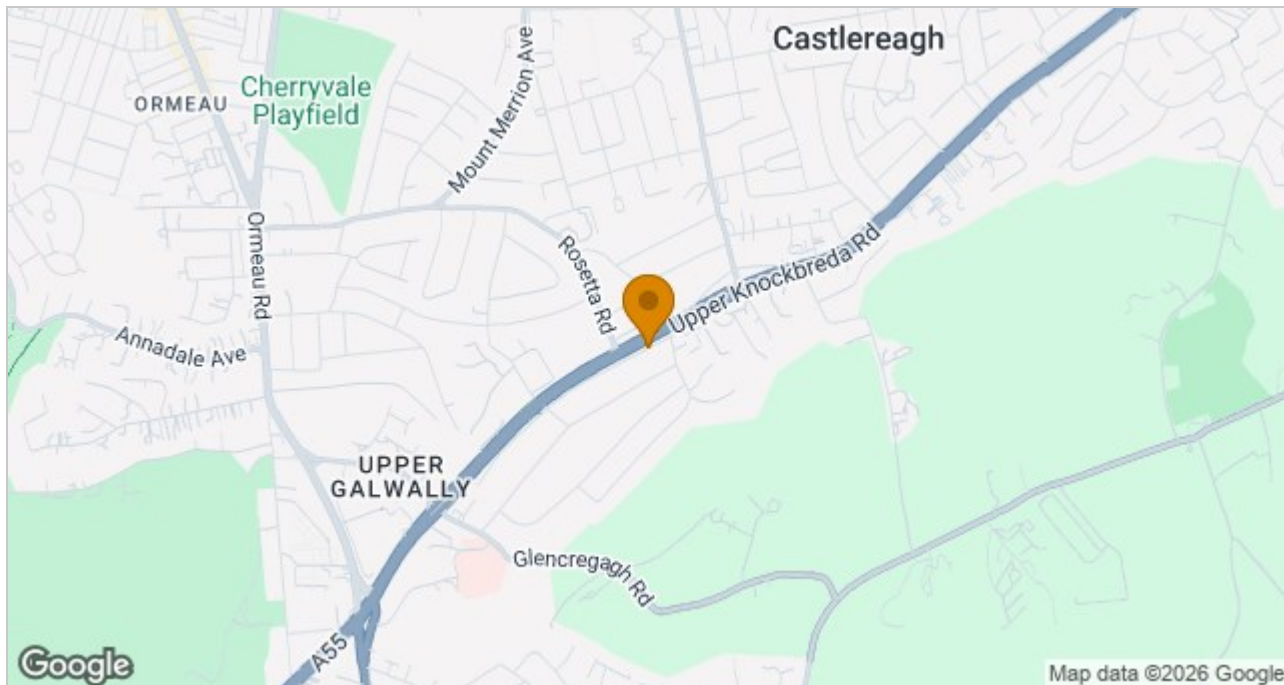 Castlereagh
Cherryvale
Playfield
ORMEAU
Mount Merrion Ave
Ormeau Rd
Rosetta Rd
Upper Knockbreda Rd
Annadale Ave
UPPER
GALWALLY
Glencregagh Rd
A55
Google
Map data ©2026 Google